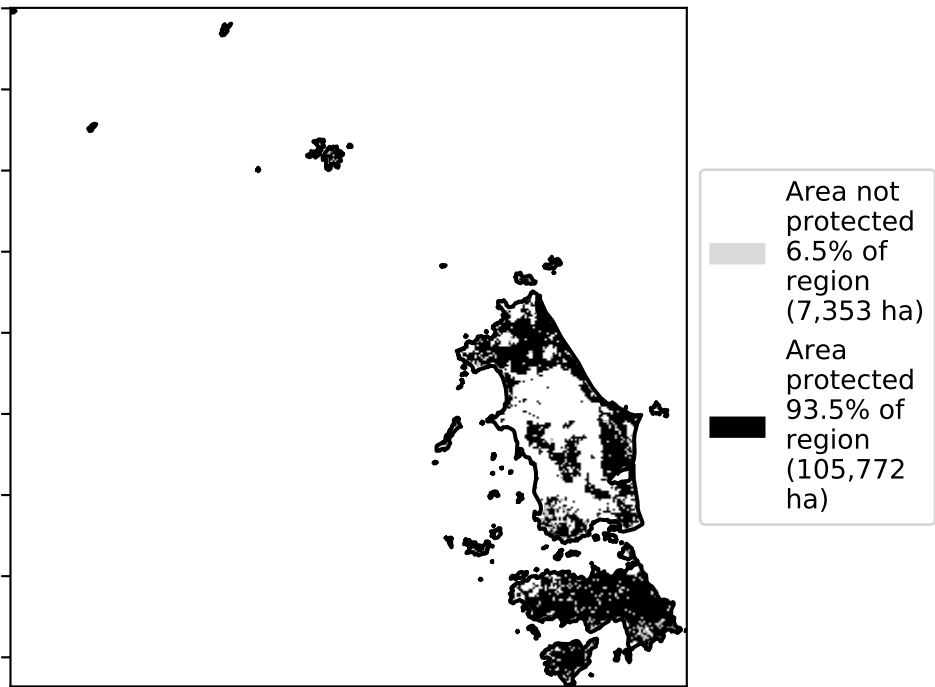 Area not
protected
6.5% of
region
(7,353 ha)
Area
protected
93.5% of
region
(105,772
ha)